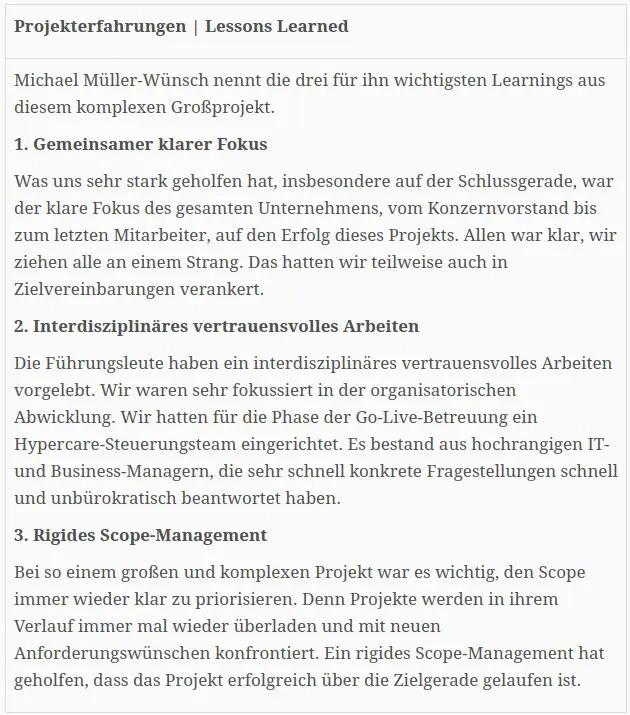 Projekterfahrungen | Lessons Learned
Michael Müller-Wünsch nennt die drei für ihn wichtigsten Learnings aus
diesem komplexen Großprojekt.
1. Gemeinsamer klarer Fokus
Was uns sehr stark geholfen hat, insbesondere auf der Schlussgerade, war
der klare Fokus des gesamten Unternehmens, vom Konzernvorstand bis
zum letzten Mitarbeiter, auf den Erfolg dieses Projekts. Allen war klar, wir
ziehen alle an einem Strang. Das hatten wir teilweise auch in
Zielvereinbarungen verankert.
2. Interdisziplinäres vertrauensvolles Arbeiten
Die Führungsleute haben ein interdisziplinäres vertrauensvolles Arbeiten
vorgelebt. Wir waren sehr fokussiert in der organisatorischen
Abwicklung. Wir hatten für die Phase der Go-Live-Betreuung ein
Hypercare-Steuerungsteam eingerichtet. Es bestand aus hochrangigen IT-
und Business-Managern, die sehr schnell konkrete Fragestellungen schnell
und unbürokratisch beantwortet haben.
3. Rigides Scope-Management
Bei so einem großen und komplexen Projekt war es wichtig, den Scope
immer wieder klar zu priorisieren. Denn Projekte werden in ihrem
Verlauf immer mal wieder überladen und mit neuen
Anforderungswünschen konfrontiert. Ein rigides Scope-Management hat
geholfen, dass das Projekt erfolgreich über die Zielgerade gelaufen ist.